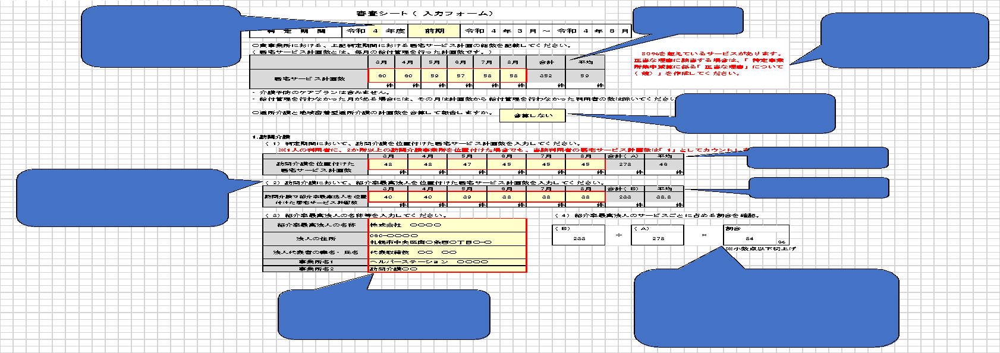 審査シート(入力フォーム)
判定期間 令和 4 年度 前期 令和 4 年 3 月 ～ 令和 4 年 8 月
〇貴事業所における、上記判定期間における居宅サービス計画の総数を記載してください。
(居宅サービス計画数とは、毎月の給付管理を行った計画数です。)
3月 4月 5月 6月 7月 8月 合計 平均
居宅サービス計画数 60 60 59 57 58 58 352 59
件 件 件 件 件 件 件 件
80%を超えているサービスがあります。
正当な理由に該当する場合は、「特定事業
所集中減算に係る「正当な理由」について
(続)」を作成してください。
・介護予防のケアプランは含みません。
・給付管理を行わなかった月がある場合には、その月は計画数から給付管理を行わなかった利用者の数は除いてください
〇通所介護と地域密着型通所介護の計画数を合算して報告しますか。 合算しない
1.訪問介護
(1)判定期間において、訪問介護を位置付けた居宅サービス計画数を入力してください。
※1人の利用者に、2か所以上の訪問介護事業所を位置付けた場合でも、当該利用者の居宅サービス計画数は「1」としてカウントします
3月 4月 5月 6月 7月 8月 合計(A) 平均
訪問介護を位置付けた
居宅サービス計画数
48 48 47 45 45 45 278 46
件 件 件 件 件 件 件 件
(2)訪問介護において、紹介率最高法人を位置付けた居宅サービス計画数を入力してください。
3月 4月 5月 6月 7月 8月 合計(B) 平均
訪問介護で紹介率最高法人を位置
付けた居宅サービス計画数
40 40 39 38 38 38 233 38.8
件 件 件 件 件 件 件 件
(3)紹介率最高法人の名称等を入力してください。
紹介率最高法人の名称 株式会社 〇〇〇〇
法人の住所
060-〇〇〇〇
札幌市中央区南〇条西〇丁目〇-〇
法人代表者の職名・氏名 代表取締役 〇〇 〇〇
事業所名1 ヘルパーステーション 〇〇〇〇
事業所名2 訪問介護〇〇
(4)紹介率最高法人のサービスごとに占める割合を確認。
(B) (A) 割合
233 ÷ 278 = 84 %
※小数点以下切上げ